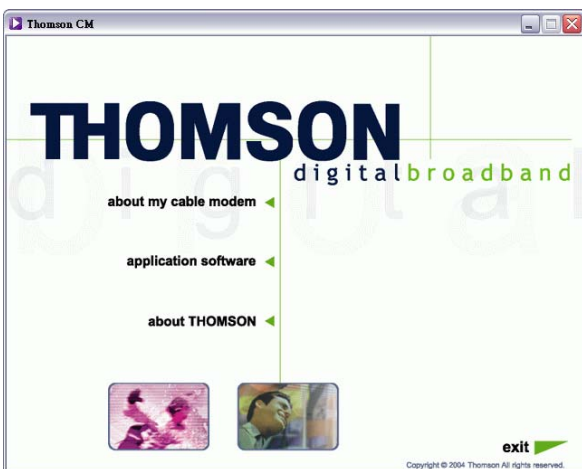 Thomson CM
THOMSON
digitalbroadband
about my cable modem
application software
about THOMSON
exit
Copyright © 2004 Thomson All rights reserved.